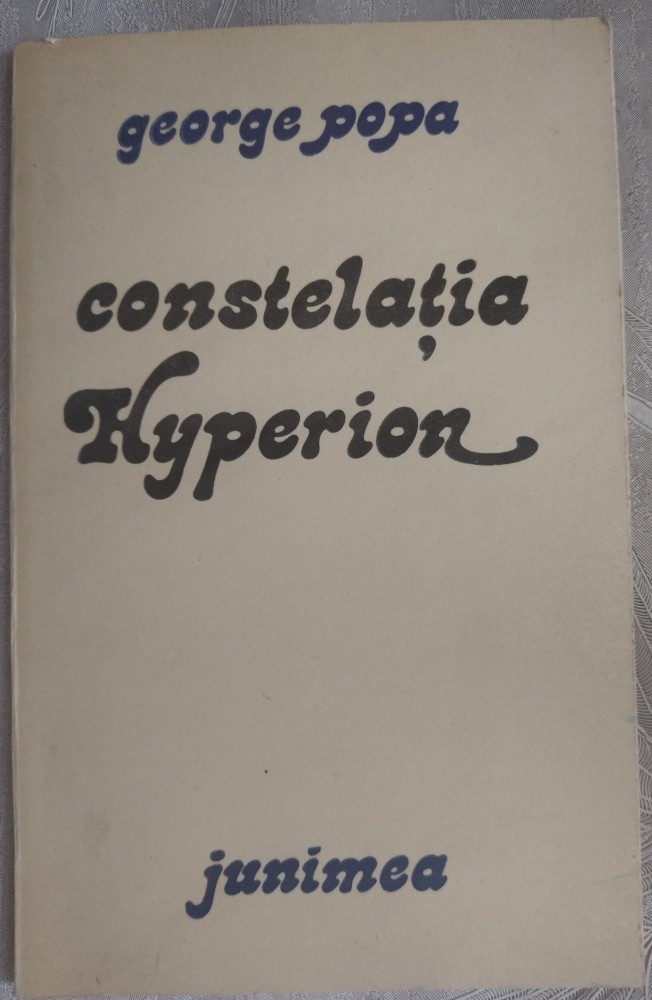 george popa
constelația
Hyperion
junimea